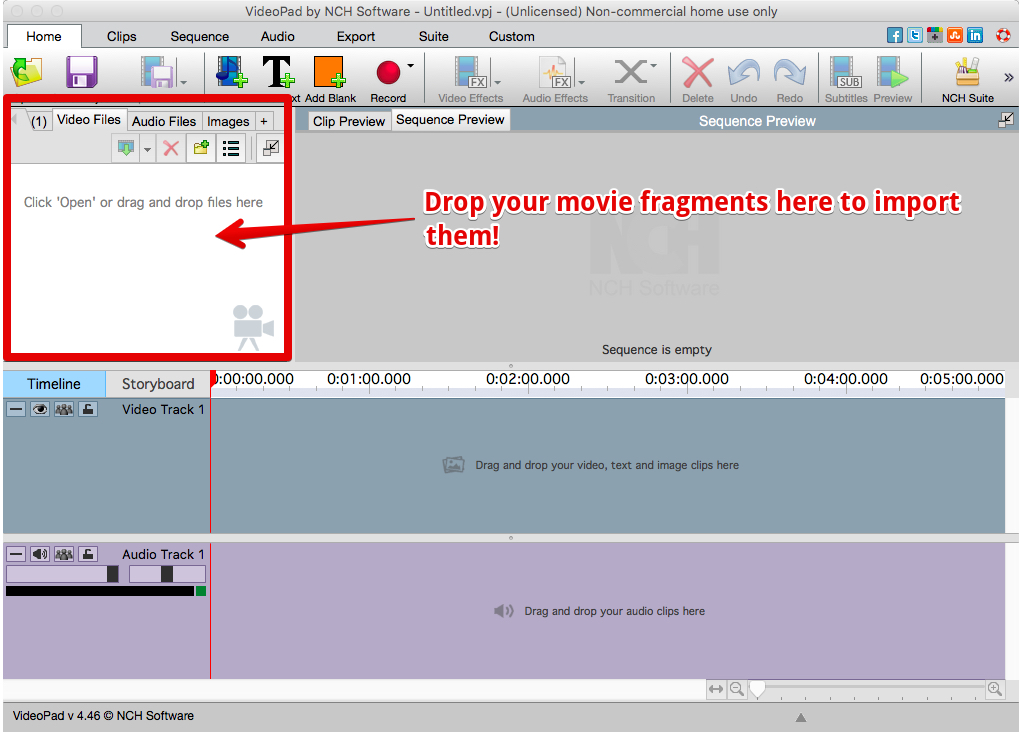 VideoPad by NCH Software - Untitled.vpj - (Unlicensed) Non-commercial home use only
Home Clips Sequence Audio Export Suite Custom
Add Blank Record Video Effects Audio Effects Transition Delete Undo Redo Subtitles Preview NCH Suite
FX FX SUB
(1) Video Files Audio Files Images +
Clip Preview Sequence Preview Sequence Preview
Click 'Open' or drag and drop files here
Drop your movie fragments here to import
them!
NCH
NCH Software
Sequence is empty
Timeline Storyboard 0:00:00.000 0:01:00.000 0:02:00.000 0:03:00.000 0:04:00.000 0:05:00.000
Video Track 1
Drag and drop your video, text and image clips here
Audio Track 1
Drag and drop your audio clips here
VideoPad v 4.46 © NCH Software